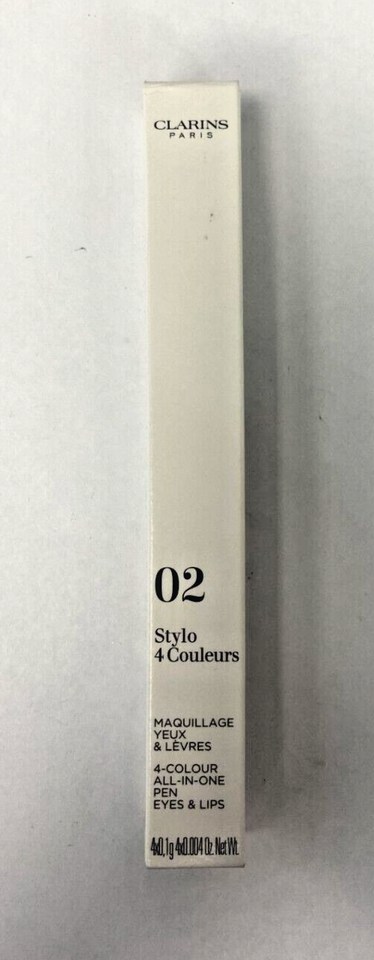 CLARINS
PARIS
02
Stylo
4 Couleurs
MAQUILLAGE
YEUX
& LÈVRES
4-COLOUR
ALL-IN-ONE
PEN
EYES & LIPS
4x0,1g 4x0.004 Oz. Net Wt.